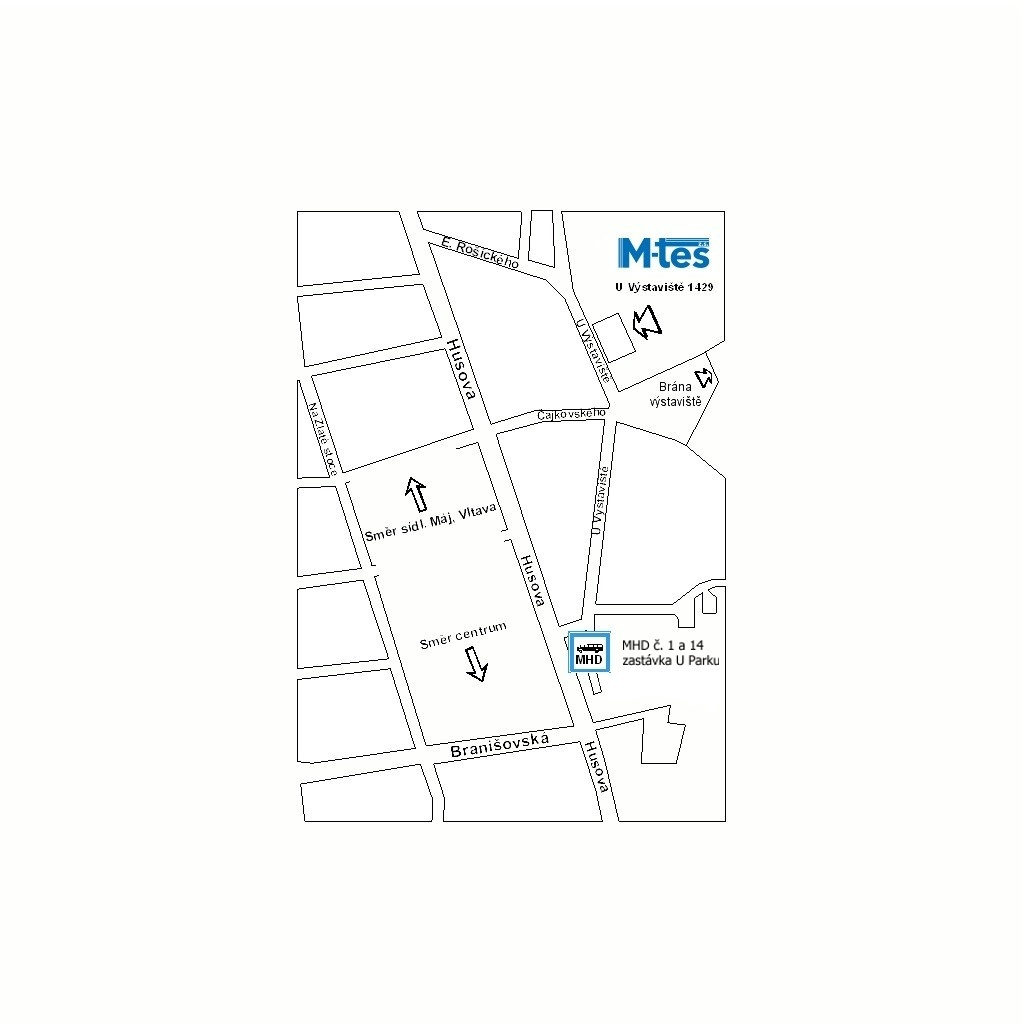 E. Rošického
M-tes
U Výstaviště 1429
U Výstaviště
Husova
Brána
výstaviště
Čajkovského
Na Zlaté stoce
U Výstaviště
Směr sídl. Máj, Vltava
Husova
Směr centrum
MHD
MHD č. 1 a 14
zastávka U Parku
Branišovská
Husova